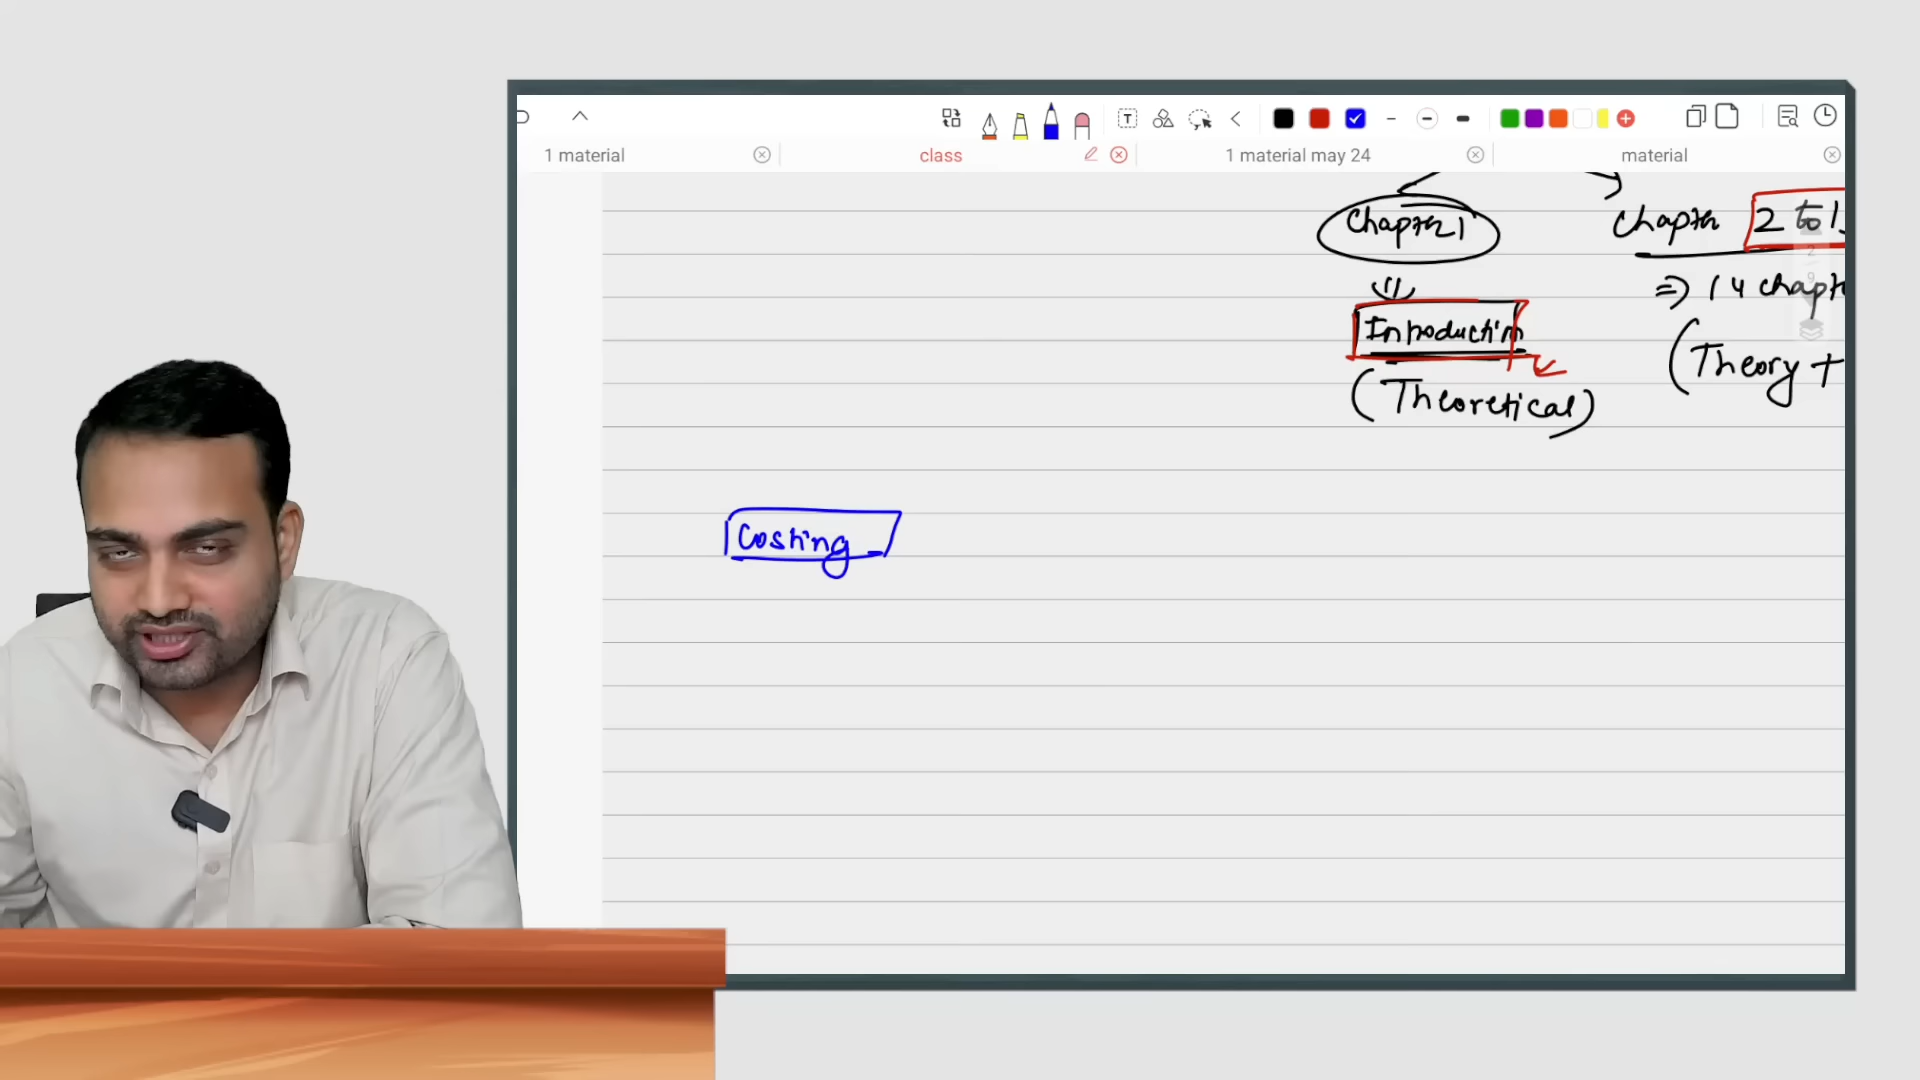 1 material
class
1 material may 24
material
Chapter 1
chapter 2 to 1
⇒ 14 chapt
Introduction
(Theory +
(Theoretical)
Costing